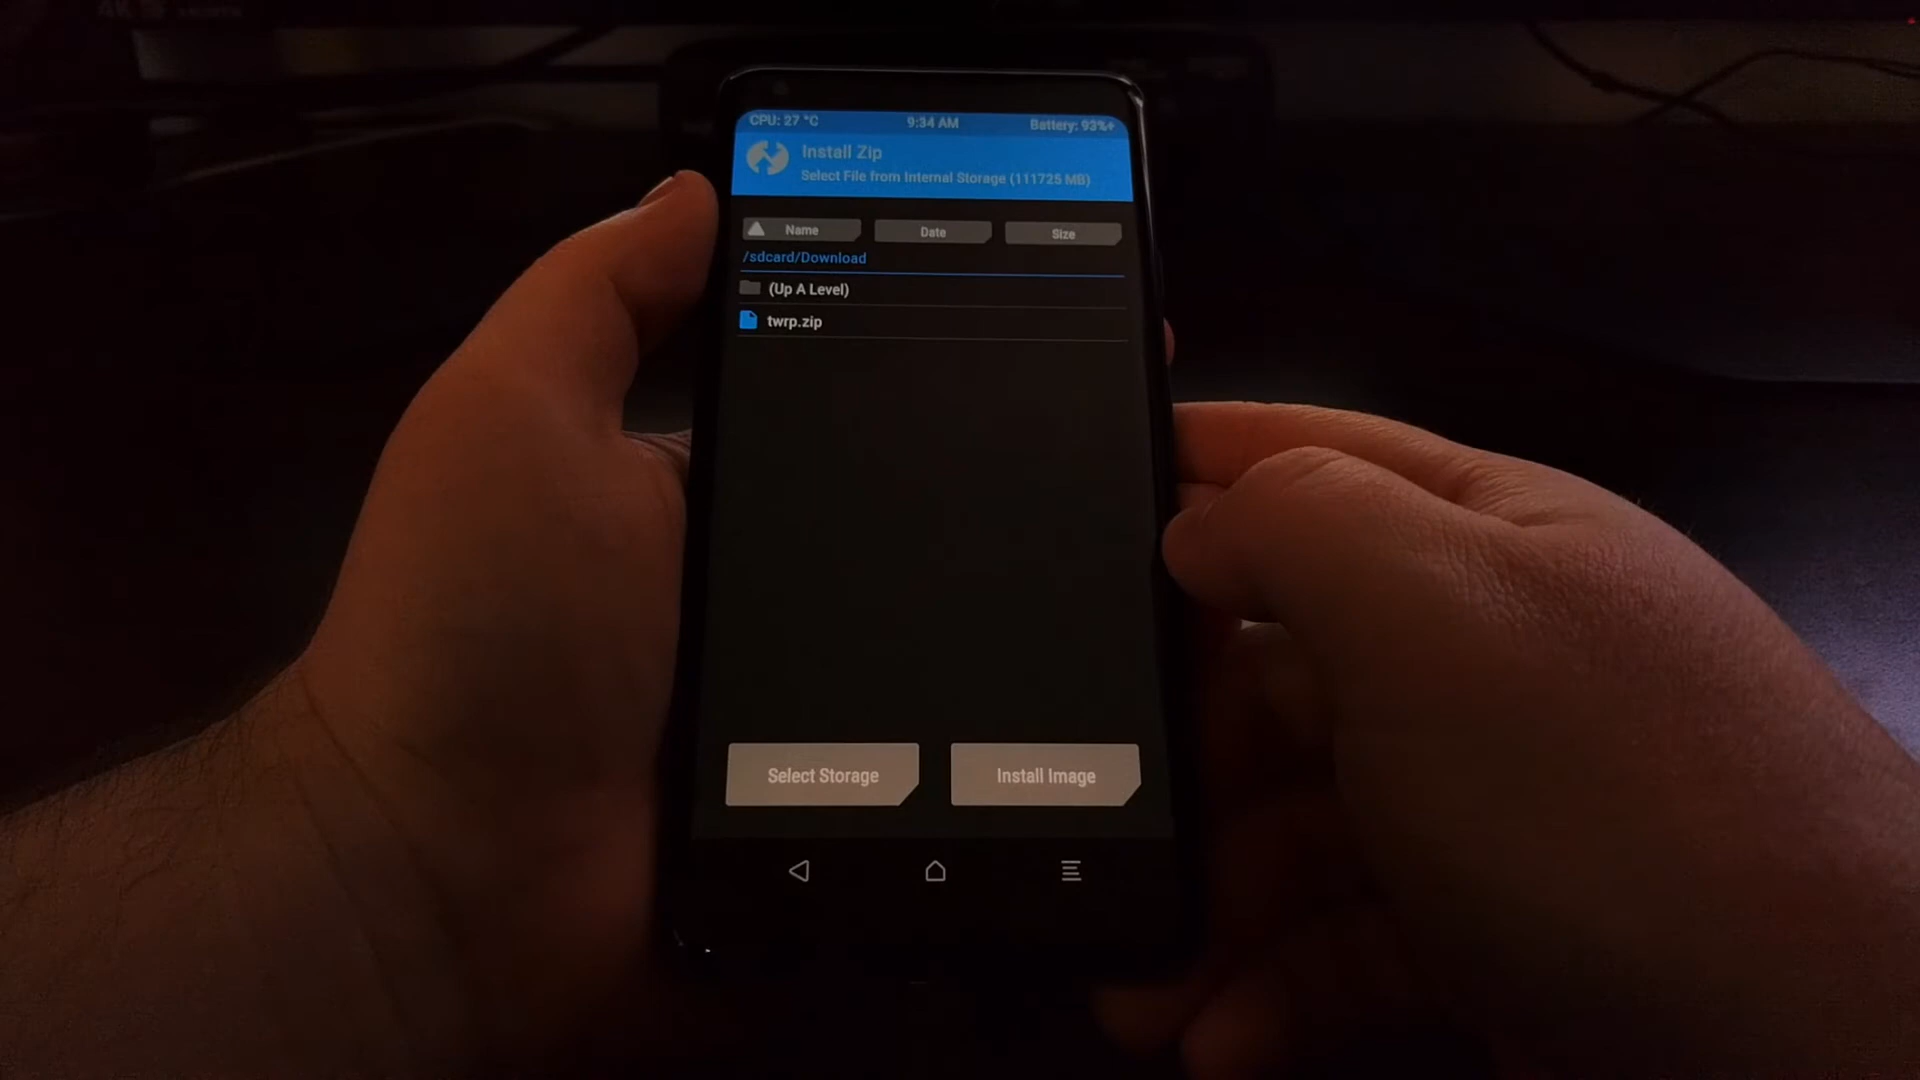 CPU: 27 °C
9:34 AM
Battery: 93%+
Install Zip
Select File from Internal Storage (111725 MB)
Name
Date
Size
/sdcard/Download
(Up A Level)
twrp.zip
Select Storage
Install Image